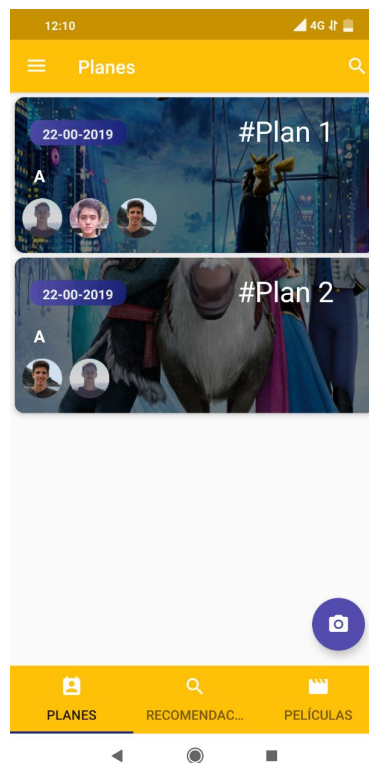 12:10
4G
Planes
22-00-2019
#Plan 1
A
22-00-2019
#Plan 2
A
PLANES
RECOMENDAC...
PELÍCULAS